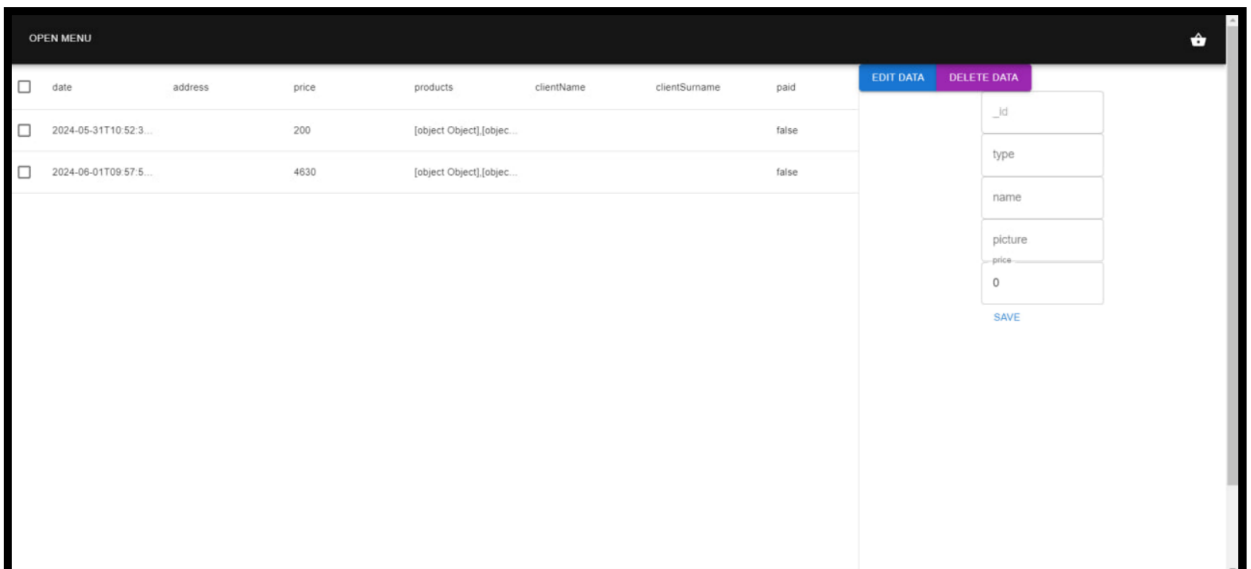 OPEN MENU
date address price products clientName clientSurname paid
2024-05-31T10:52:3... 200 [object Object],[objec... false
2024-06-01T09:57:5... 4630 [object Object],[objec... false
EDIT DATA DELETE DATA
_id
type
name
picture
price
0
SAVE